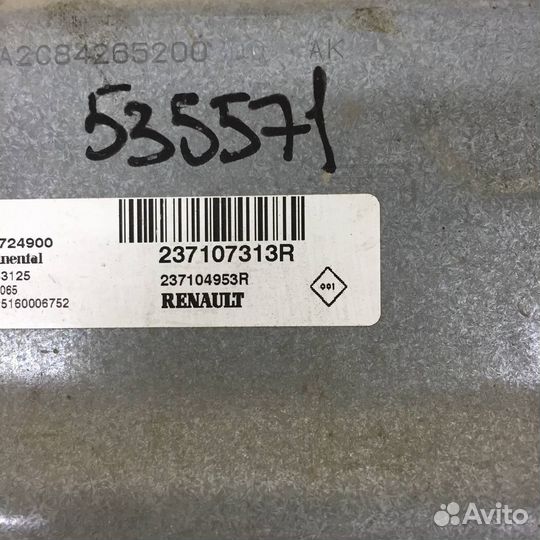 A2C84265200 AK
535571
724900
237107313R
nental
3125
237104953R
065
RENAULT
001
5160006752
Avito